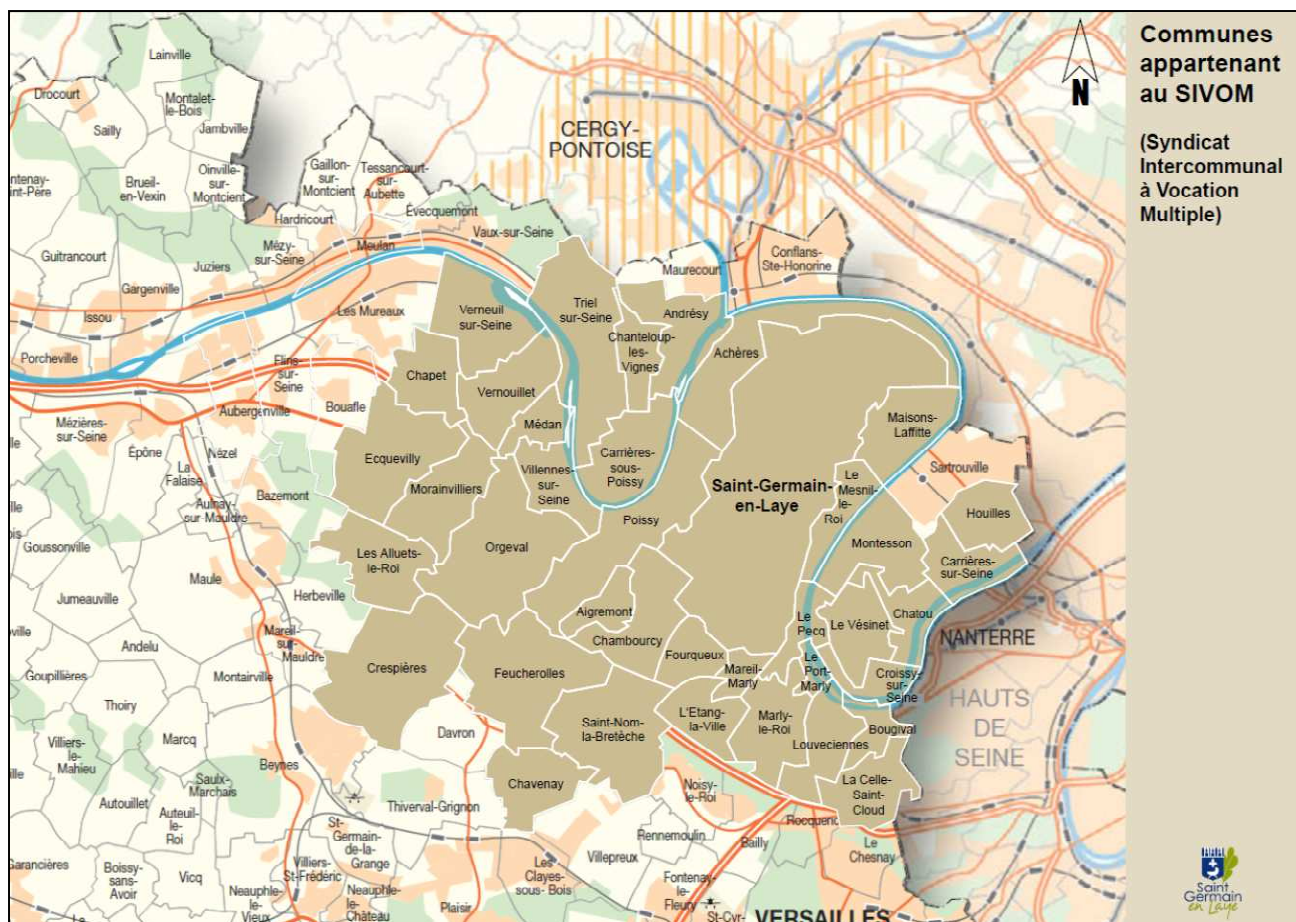 Communes
appartenant
au SIVOM
(Syndicat
Intercommunal
à Vocation
Multiple)
N
Lainville
Drocourt
Montalet-
le-Bois
Sailly
Jambville
CERGY-
PONTOISE
Gaillon-
sur-
Montcient
Tessancourt-
sur-
Aubette
Oinville-
sur-
Montcient
Brueil-
en-Vexin
ntenay-
int-Père
Hardricourt
Évecquemont
Vaux-sur-Seine
Mézy-
sur-Seine
Meulan
Guitrancourt
Juziers
Gargenville
Issou
Porcheville
Les Mureaux
Maurecourt
Conflans-
Ste-Honorine
Verneuil
sur-Seine
Triel
sur-Seine
Andrésy
Chanteloup-
les-
Vignes
Achères
Flins-
sur-
Seine
Chapet
Vernouillet
Aubergenville
Bouafle
Médan
Mézières-
sur-Seine
Épône
Nézel
La
Falaise
Aulnay-
sur-Mauldre
Bazemont
Ecquevilly
Morainvilliers
Villennes-
sur-
Seine
Carrières-
sous-
Poissy
Maisons-
Laffitte
Sartrouville
Saint-Germain-
en-Laye
Le
Mesnil-
le-
Roi
Houilles
Poissy
Montesson
Carrières-
sur-Seine
Goussonville
Les Alluets-
le-Roi
Orgeval
Maule
Herbeville
Jumeauville
Aigremont
Chambourcy
Le
Pecq
Le Vésinet
Chatou
NANTERRE
Andelu
Mareil-
sur-
Mauldre
Montainville
Crespières
Feucherolles
Fourqueux
Mareil-
Marly
Le
Port-
Marly
Croissy-
sur-
Seine
HAUTS
DE
SEINE
Goupillières
Thoiry
Marcq
Villiers-
le-
Mahieu
Saulx-
Marchais
Beynes
Davron
Saint-Nom-
la-Bretèche
L'Etang-
la-Ville
Marly-
le-Roi
Louveciennes
Bougival
Chavenay
La Celle-
Saint-
Cloud
Autouillet
Auteuil-
le-
Roi
Thiverval-Grignon
Noisy-
le-Roi
Rocquenc
Bailly
Le
Chesnay
Rennemoulin
Villepreux
St-
Germain-
de-la-
Grange
Garancières
Boissy-
sans-
Avoir
Vicq
Villiers-
St-Frédéric
Neauphle-
le-
Vieux
Neauphle-
le-
Château
Plaisir
Les
Clayes-
sous- Bois
Fontenay-
le-
Fleury
St-Cyr-
VERSAILLES
Saint
Germain
en Laye